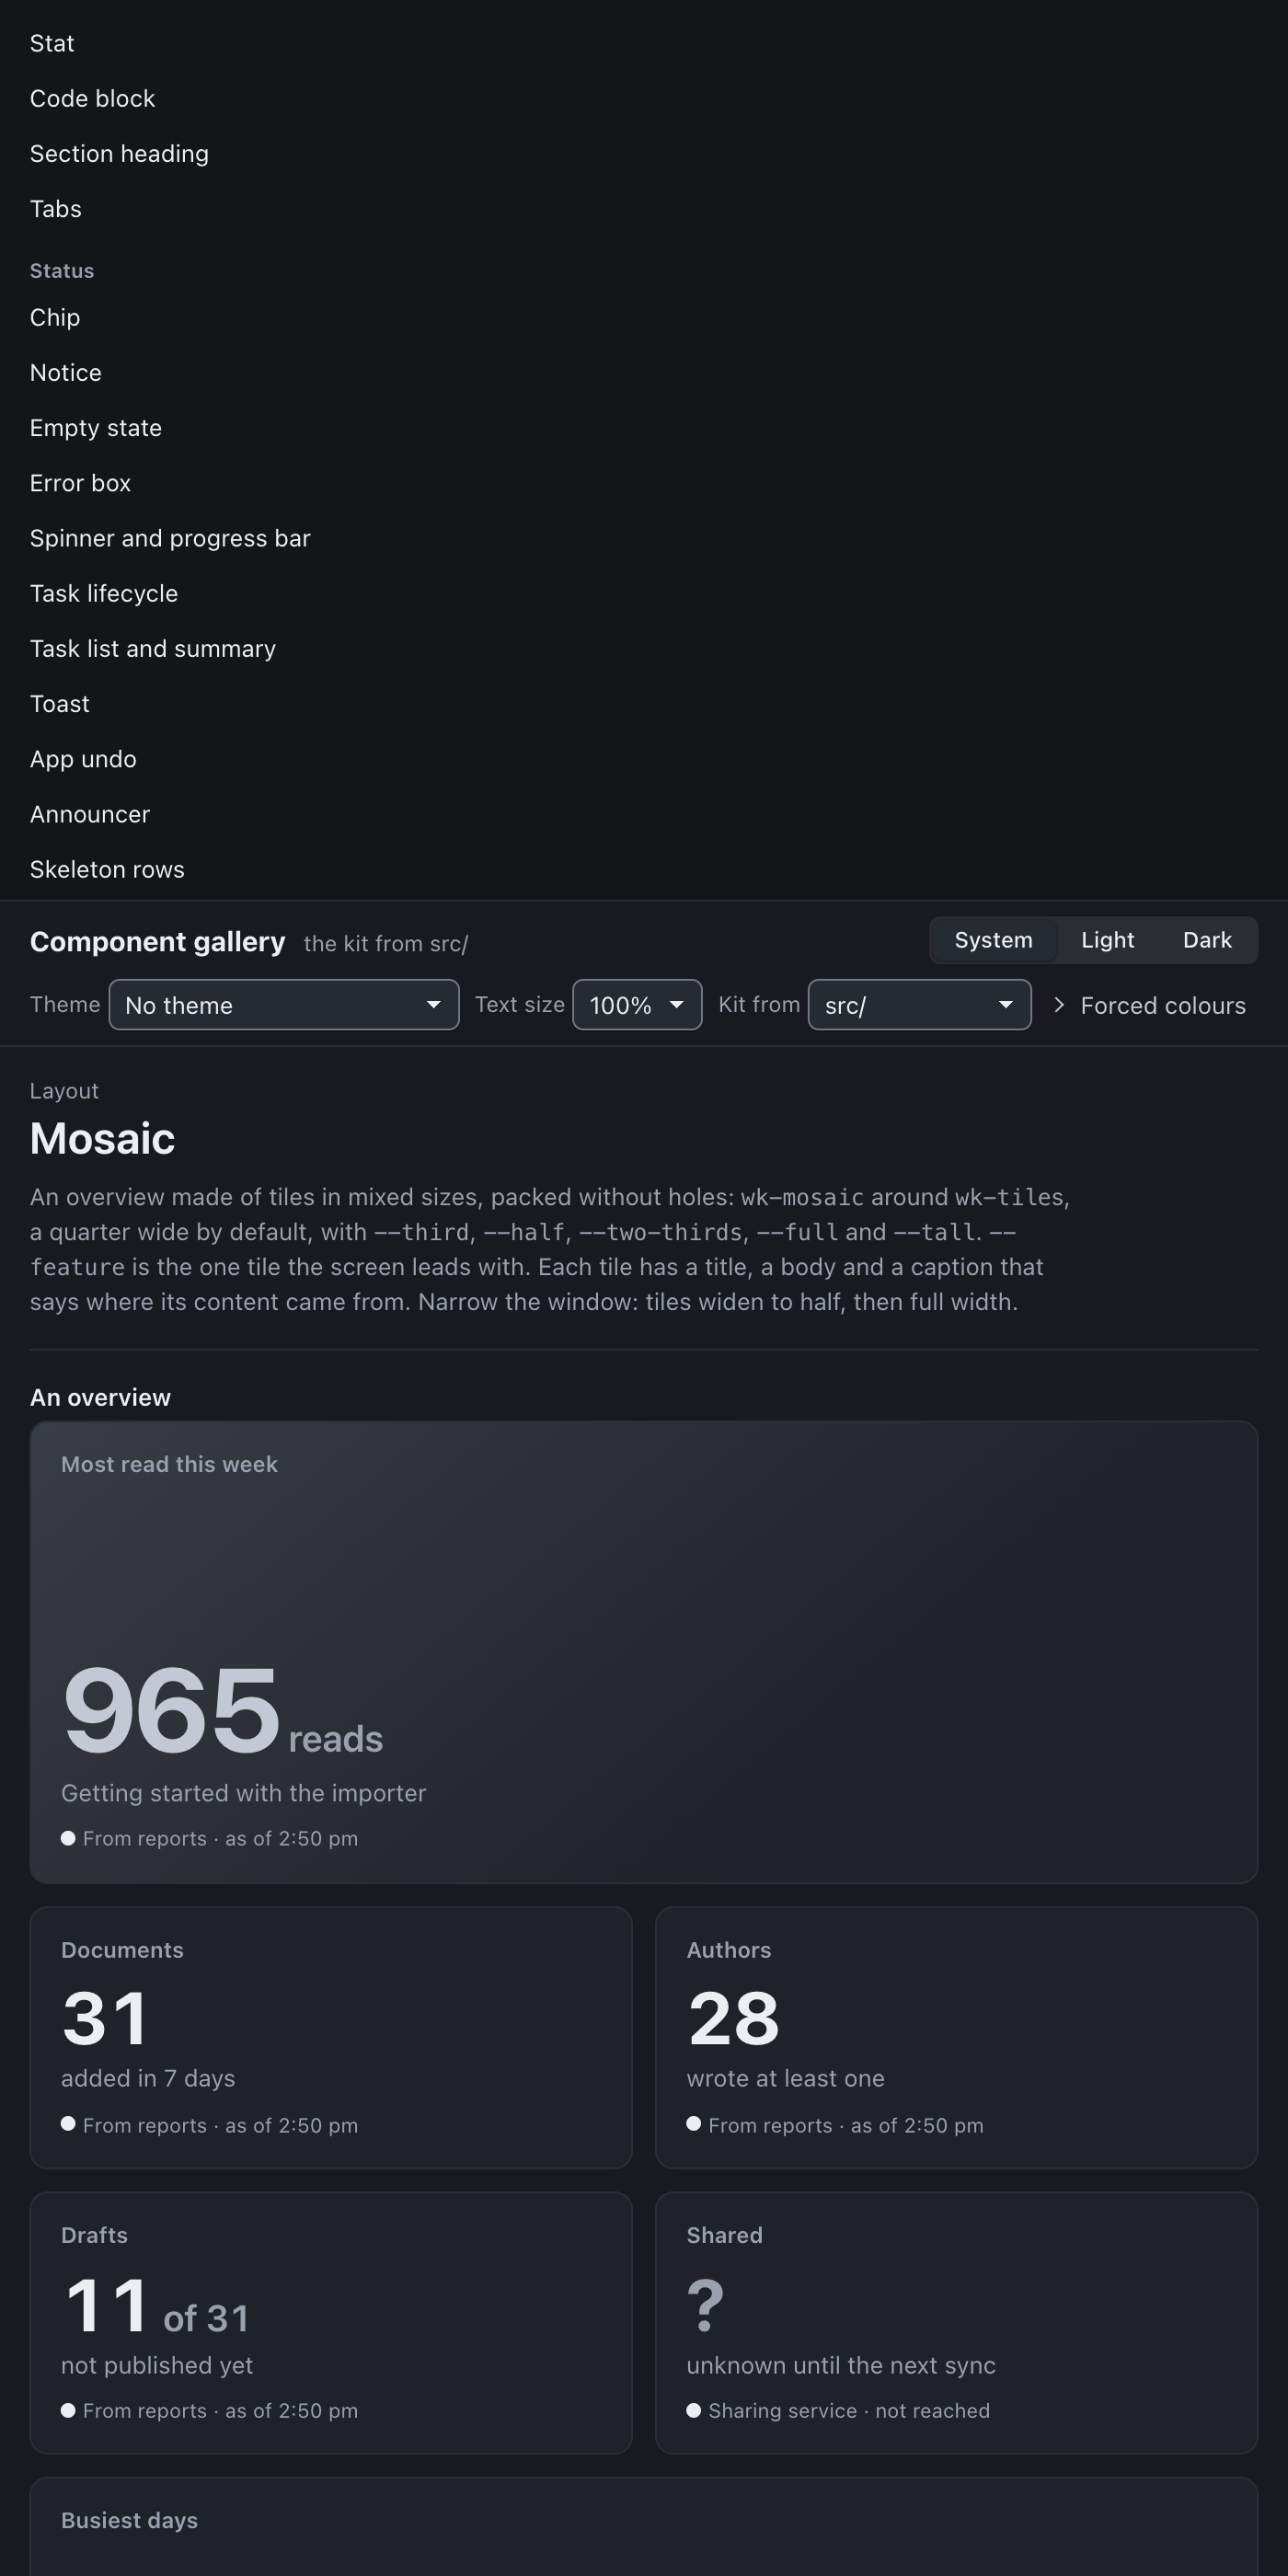 Stat
Code block
Section heading
Tabs
Status
Chip
Notice
Empty state
Error box
Spinner and progress bar
Task lifecycle
Task list and summary
Toast
App undo
Announcer
Skeleton rows
Component gallery the kit from src/
System Light Dark
Theme No theme Text size 100% Kit from src/ Forced colours
Layout
Mosaic
An overview made of tiles in mixed sizes, packed without holes: wk-mosaic around wk-tiles,
a quarter wide by default, with --third, --half, --two-thirds, --full and --tall. --
feature is the one tile the screen leads with. Each tile has a title, a body and a caption that
says where its content came from. Narrow the window: tiles widen to half, then full width.
An overview
Most read this week
965 reads
Getting started with the importer
From reports · as of 2:50 pm
Documents
31
added in 7 days
From reports · as of 2:50 pm
Authors
28
wrote at least one
From reports · as of 2:50 pm
Drafts
11 of 31
not published yet
From reports · as of 2:50 pm
Shared
?
unknown until the next sync
Sharing service · not reached
Busiest days